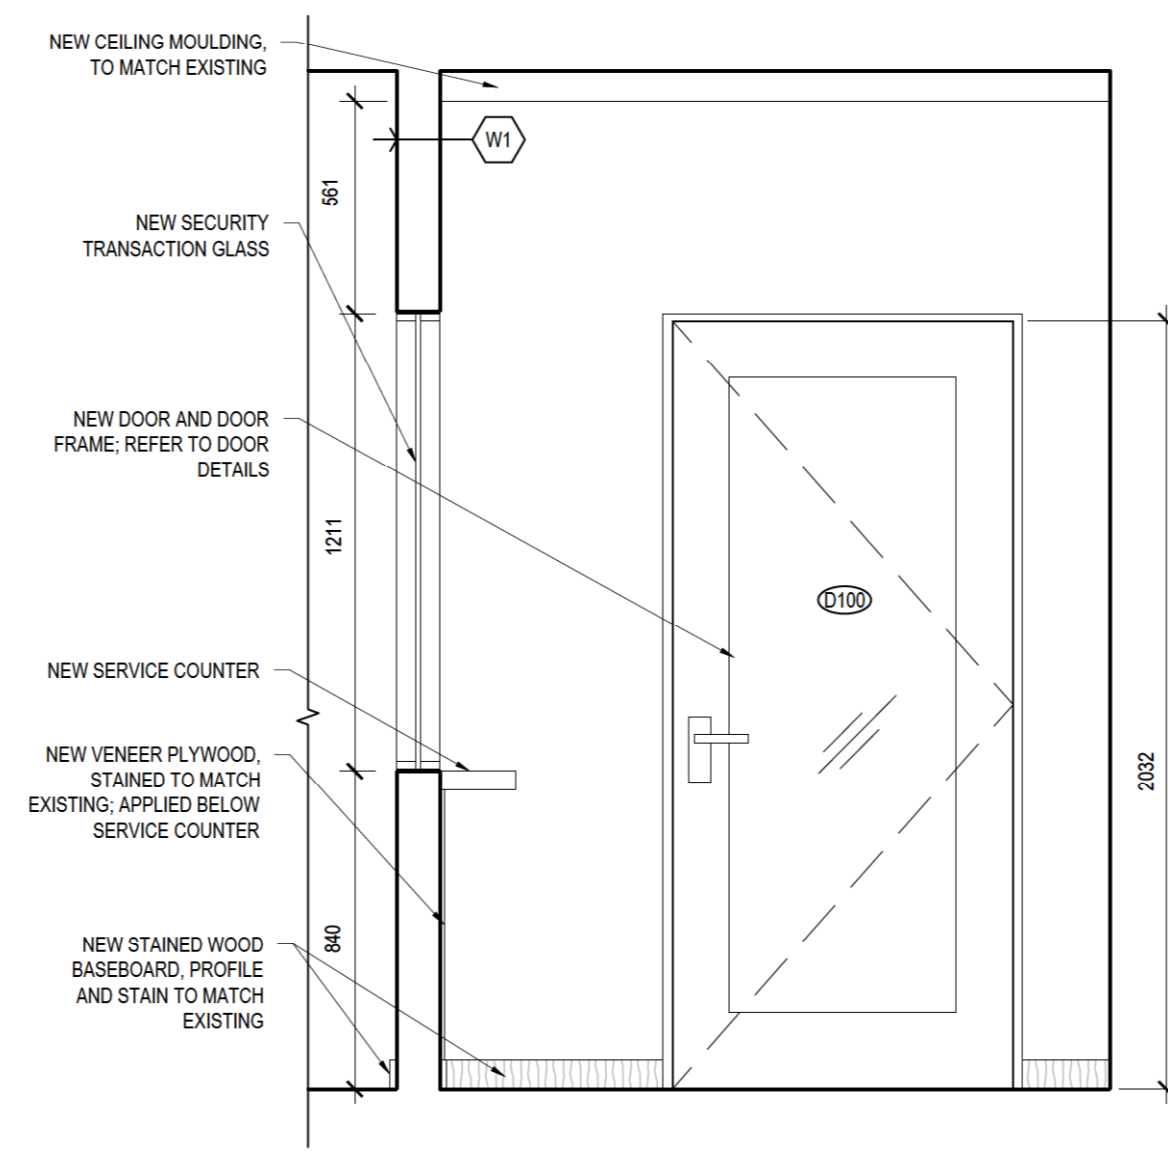 NEW CEILING MOULDING,
TO MATCH EXISTING
W1
561
NEW SECURITY
TRANSACTION GLASS
NEW DOOR AND DOOR
FRAME; REFER TO DOOR
DETAILS
1211
D100
NEW SERVICE COUNTER
NEW VENEER PLYWOOD,
STAINED TO MATCH
EXISTING; APPLIED BELOW
SERVICE COUNTER
2032
840
NEW STAINED WOOD
BASEBOARD, PROFILE
AND STAIN TO MATCH
EXISTING